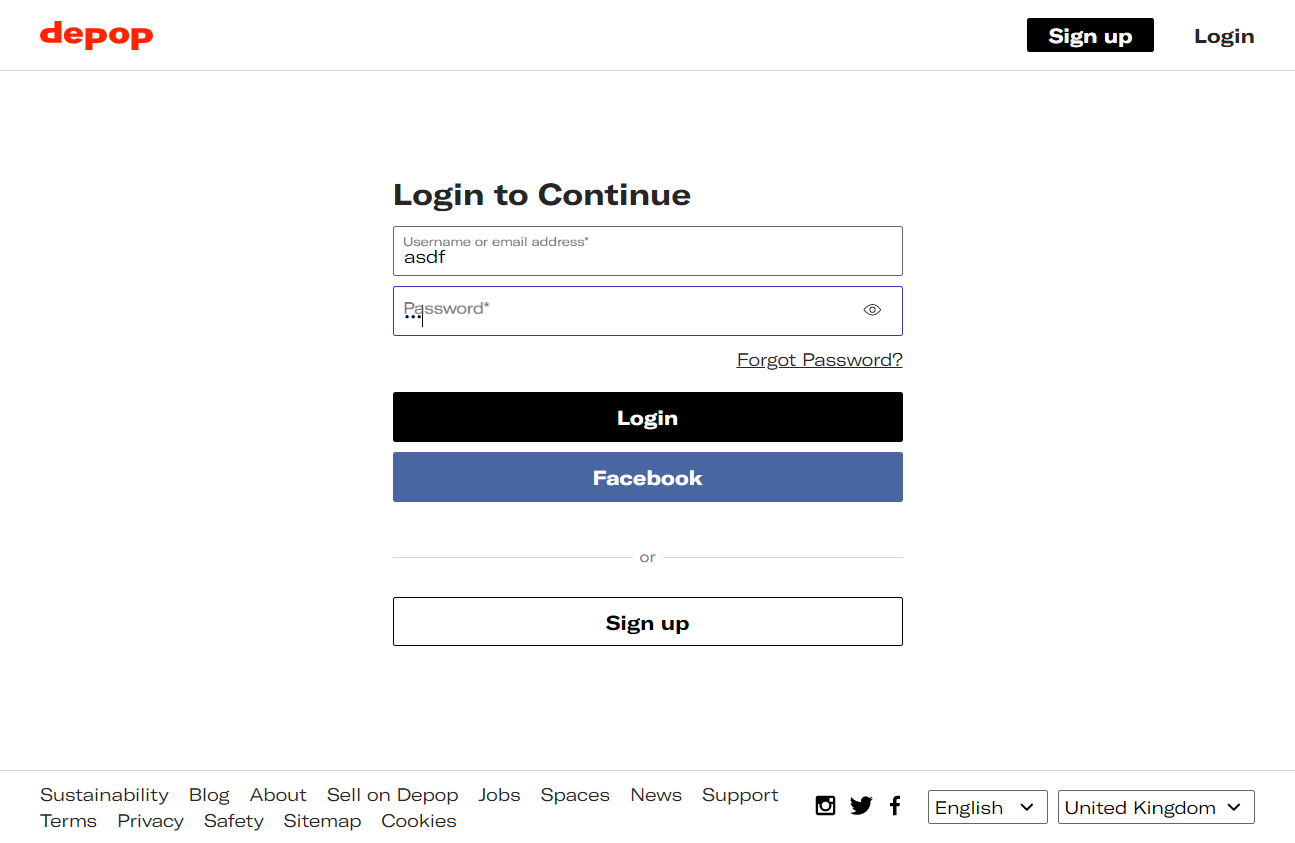 depop
Sign up
Login
Login to Continue
Username or email address*
asdf
Password*
•••
Forgot Password?
Login
Facebook
or
Sign up
Sustainability Blog About Sell on Depop Jobs Spaces News Support
Terms Privacy Safety Sitemap Cookies
English
United Kingdom